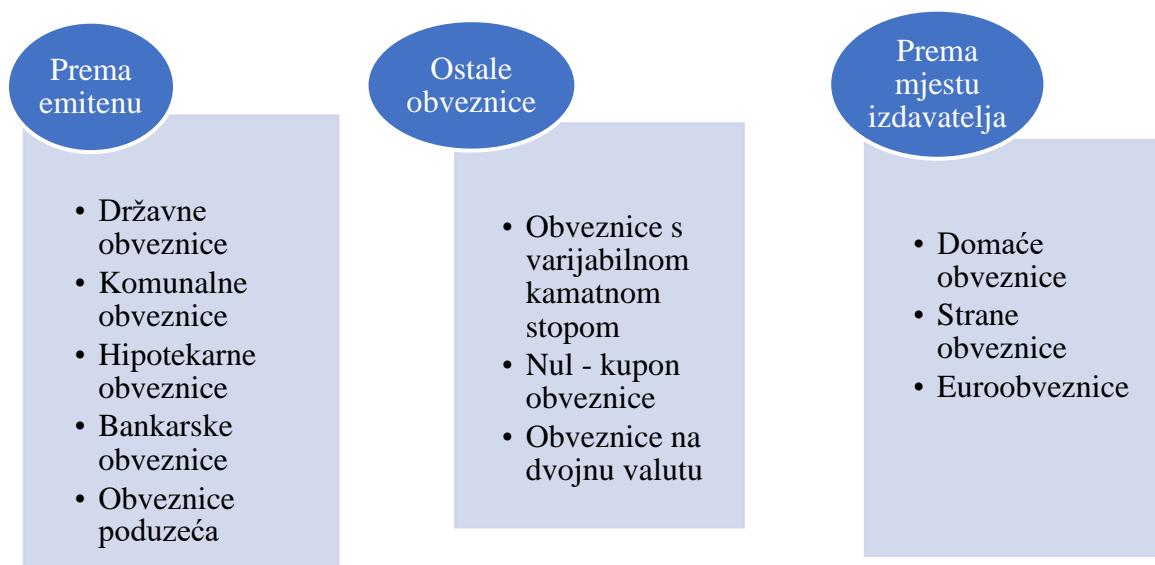 Prema
emitenu
• Državne
obveznice
• Komunalne
obveznice
• Hipotekarne
obveznice
• Bankarske
obveznice
• Obveznice
poduzeća
Ostale
obveznice
• Obveznice s
varijabilnom
kamatnom
stopom
• Nul - kupon
obveznice
• Obveznice na
dvojnu valutu
Prema
mjestu
izdavatelja
• Domaće
obveznice
• Strane
obveznice
• Euroobveznice